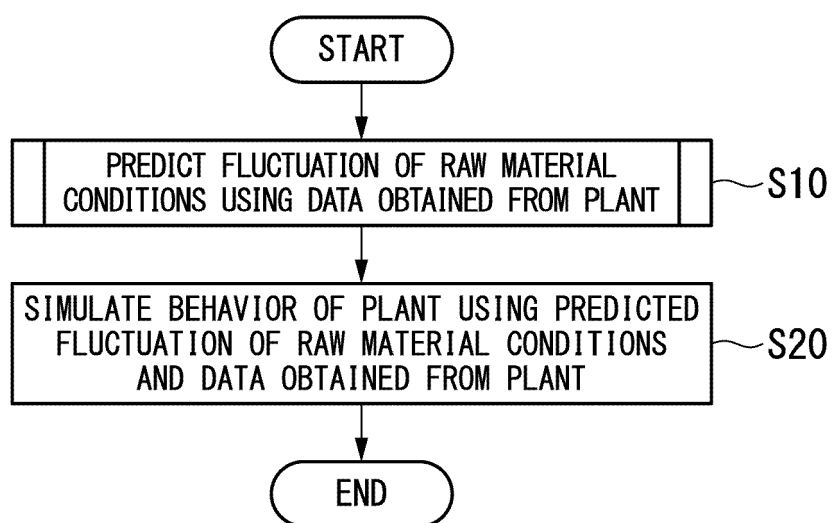 START
PREDICT FLUCTUATION OF RAW MATERIAL
CONDITIONS USING DATA OBTAINED FROM PLANT
S10
SIMULATE BEHAVIOR OF PLANT USING PREDICTED
FLUCTUATION OF RAW MATERIAL CONDITIONS
AND DATA OBTAINED FROM PLANT
S20
END